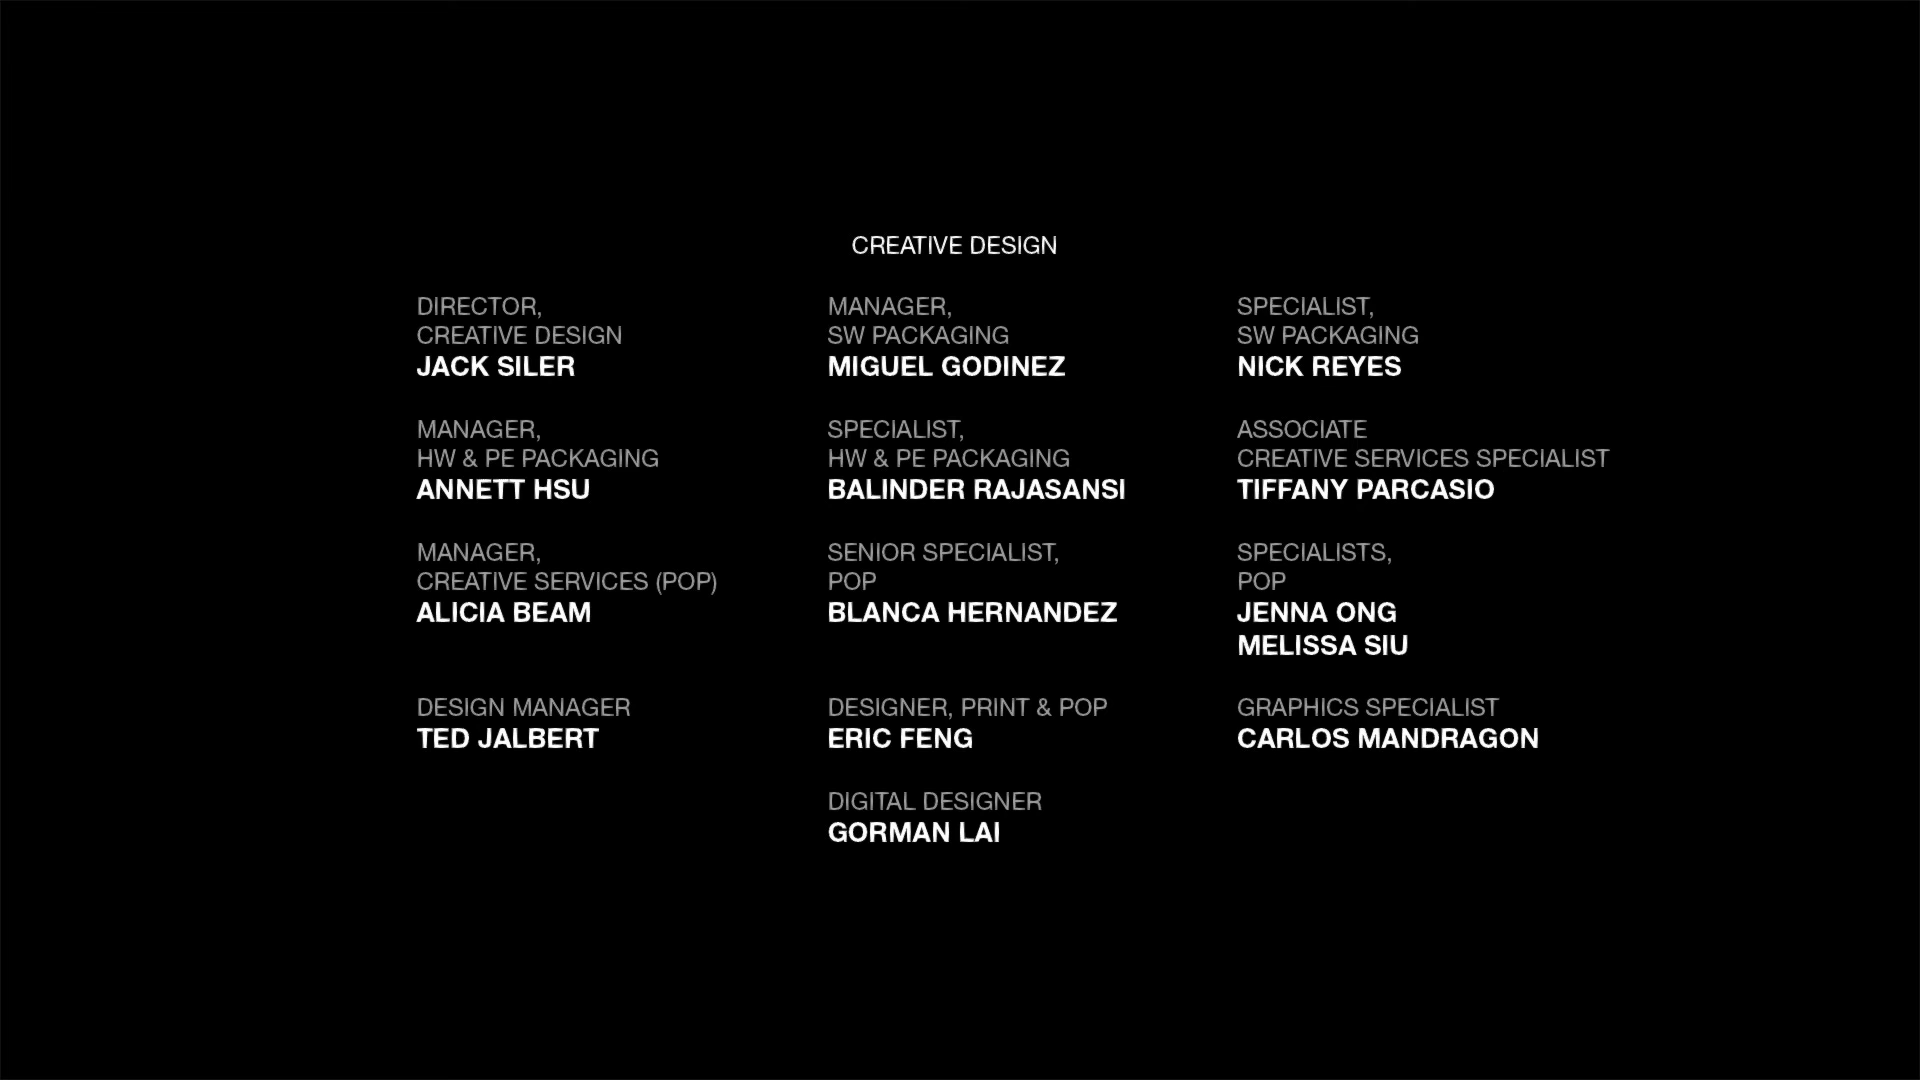 CREATIVE DESIGN
DIRECTOR,
CREATIVE DESIGN
JACK SILER
MANAGER,
SW PACKAGING
MIGUEL GODINEZ
SPECIALIST,
SW PACKAGING
NICK REYES
MANAGER,
HW & PE PACKAGING
ANNETT HSU
SPECIALIST,
HW & PE PACKAGING
BALINDER RAJASANSI
ASSOCIATE
CREATIVE SERVICES SPECIALIST
TIFFANY PARCASIO
MANAGER,
CREATIVE SERVICES (POP)
ALICIA BEAM
SENIOR SPECIALIST,
POP
BLANCA HERNANDEZ
SPECIALISTS,
POP
JENNA ONG
MELISSA SIU
DESIGN MANAGER
TED JALBERT
DESIGNER, PRINT & POP
ERIC FENG
GRAPHICS SPECIALIST
CARLOS MANDRAGON
DIGITAL DESIGNER
GORMAN LAI